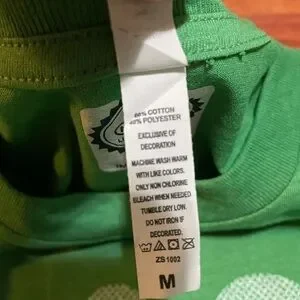 COTTON
POLYESTER
EXCLUSIVE OF
DECORATION
MACHINE WASH WARM
WITH LIKE COLORS.
ONLY NON CHLORINE
BLEACH WHEN NEEDED.
TUMBLE DRY LOW.
DO NOT IRON IF
DECORATED.
ZS 1002
M